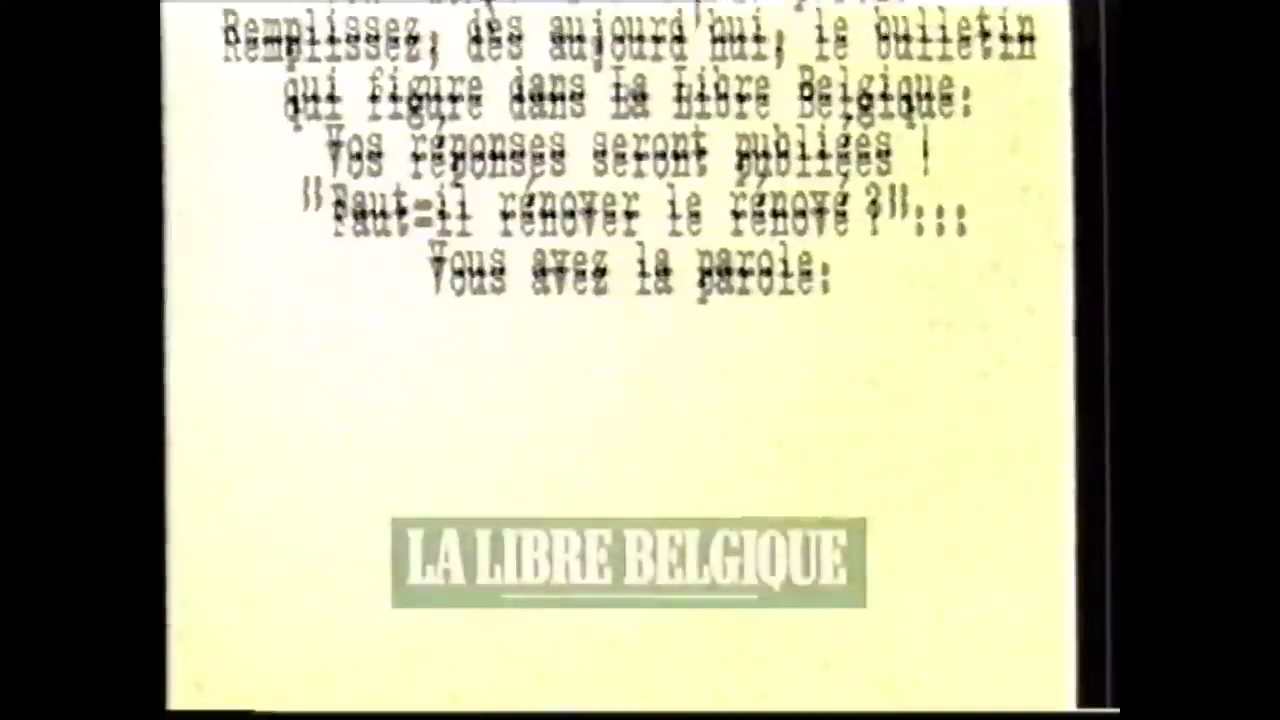 Remplissez, dès aujourd'hui, le bulletin
qui figure dans La Libre Belgique.
Vos réponses seront publiées !
"Faut-il rénover le rénové ?"...
Vous avez la parole.
LA LIBRE BELGIQUE